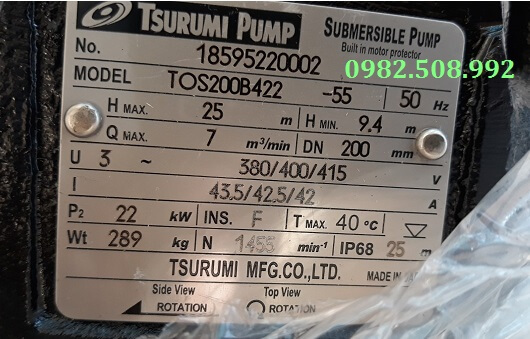 TSURUMI PUMP SUBMERSIBLE PUMP
Built in motor protector
No. 18595220002
0982.508.992
MODEL TOS200B422 -55 50 Hz
H MAX. 25 m H MIN. 9.4 m
Q MAX. 7 m³/min DN 200 mm
U 3 ~ 380/400/415 V
I 43.5/42.5/42 A
P2 22 kW INS. F T MAX. 40 °C
Wt 289 kg N 1455 min⁻¹ IP68 25 m
TSURUMI MFG.CO.,LTD. MADE IN
Side View Top View
ROTATION ROTATION